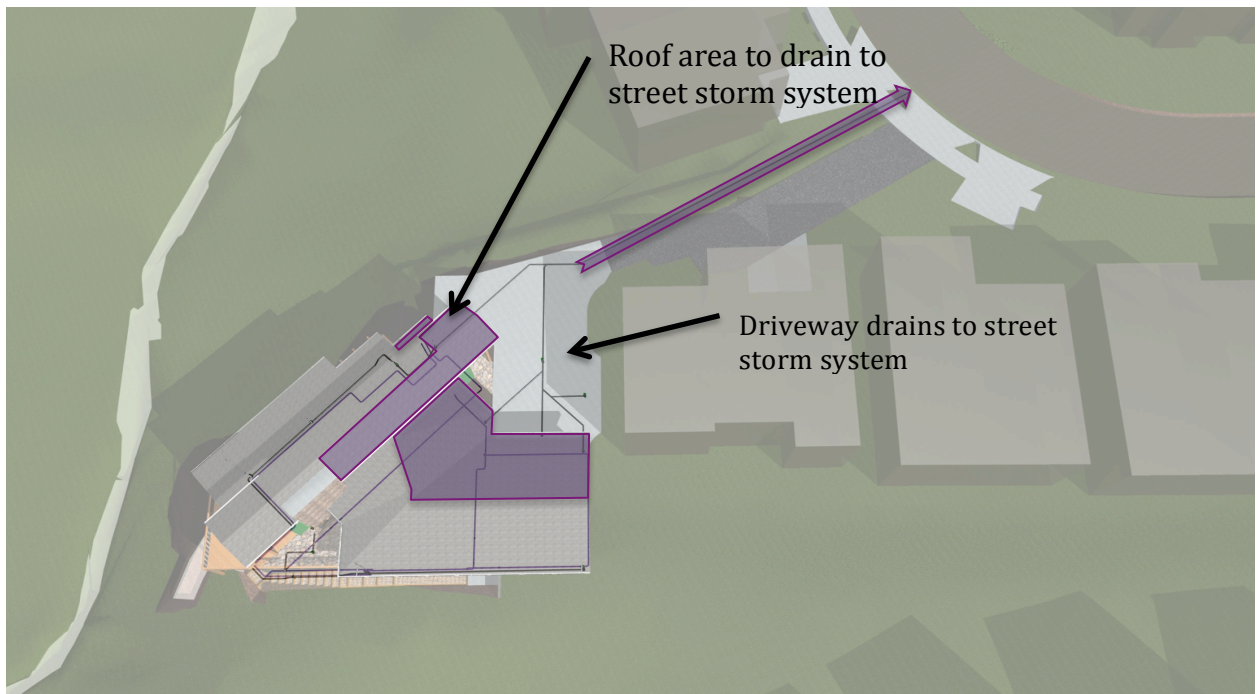 Roof area to drain to
street storm system
Driveway drains to street
storm system